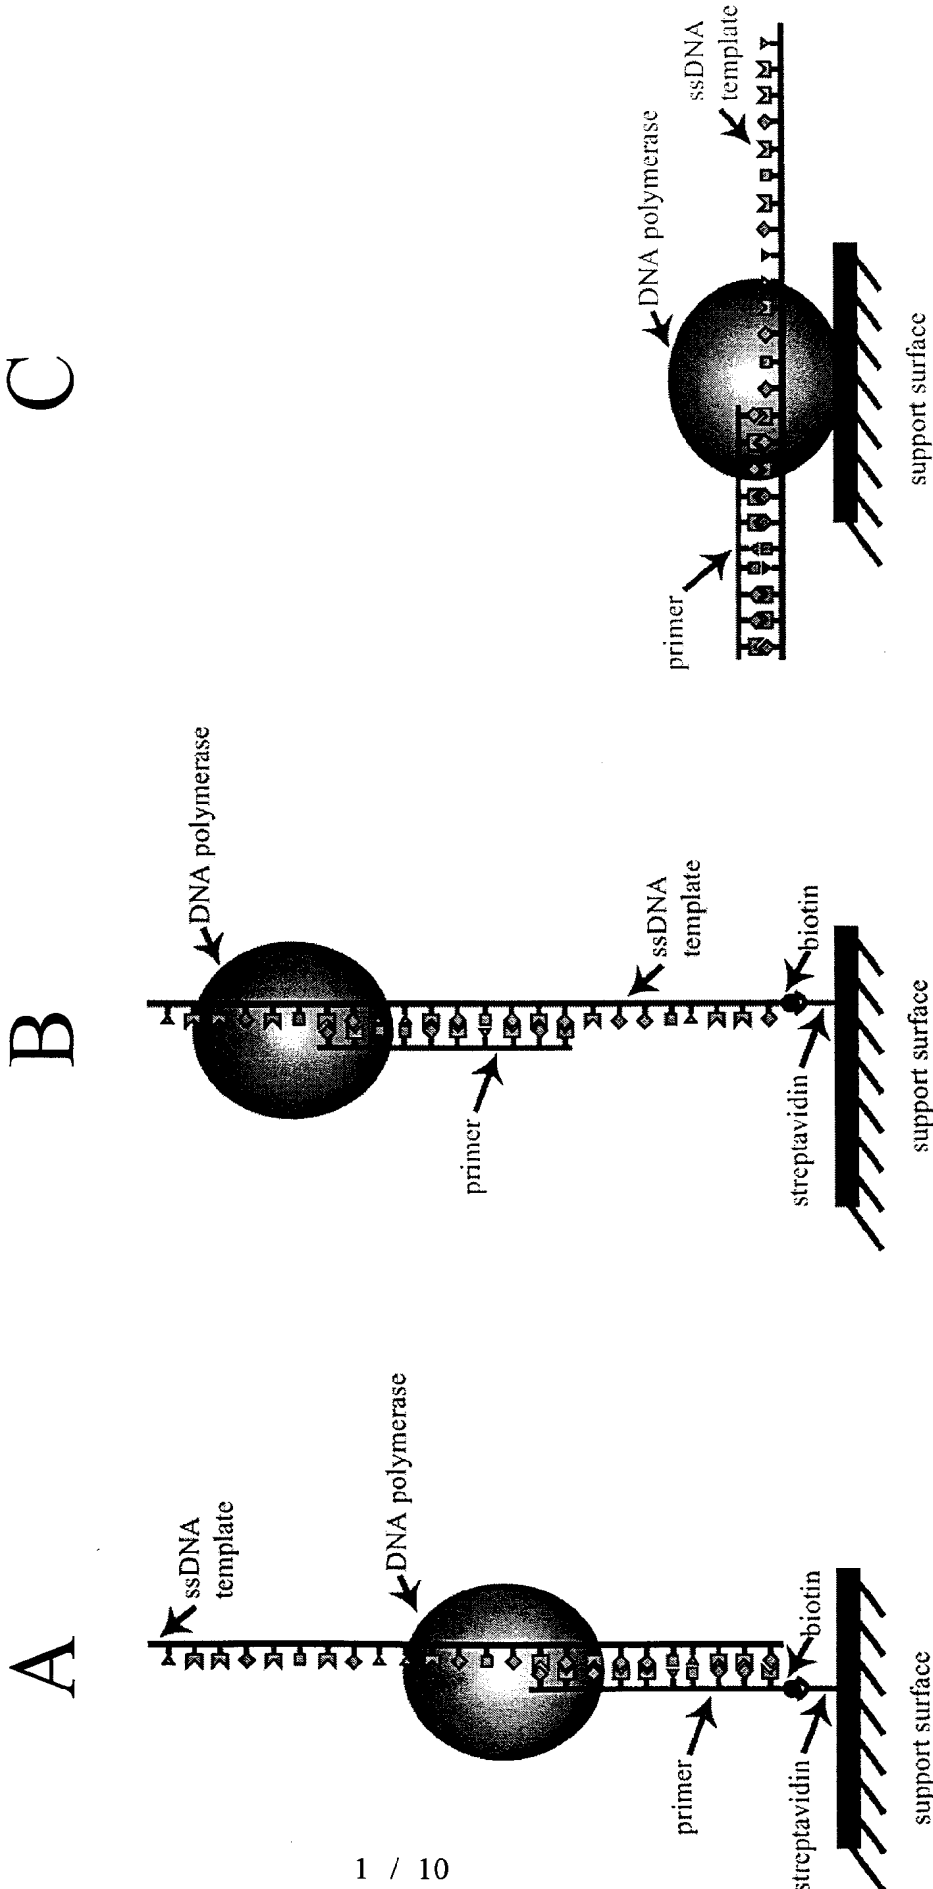 A
ssDNA
template
DNA polymerase
primer
biotin
streptavidin
support surface
B
DNA polymerase
ssDNA
template
primer
biotin
streptavidin
support surface
C
ssDNA
template
DNA polymerase
primer
support surface
1 / 10